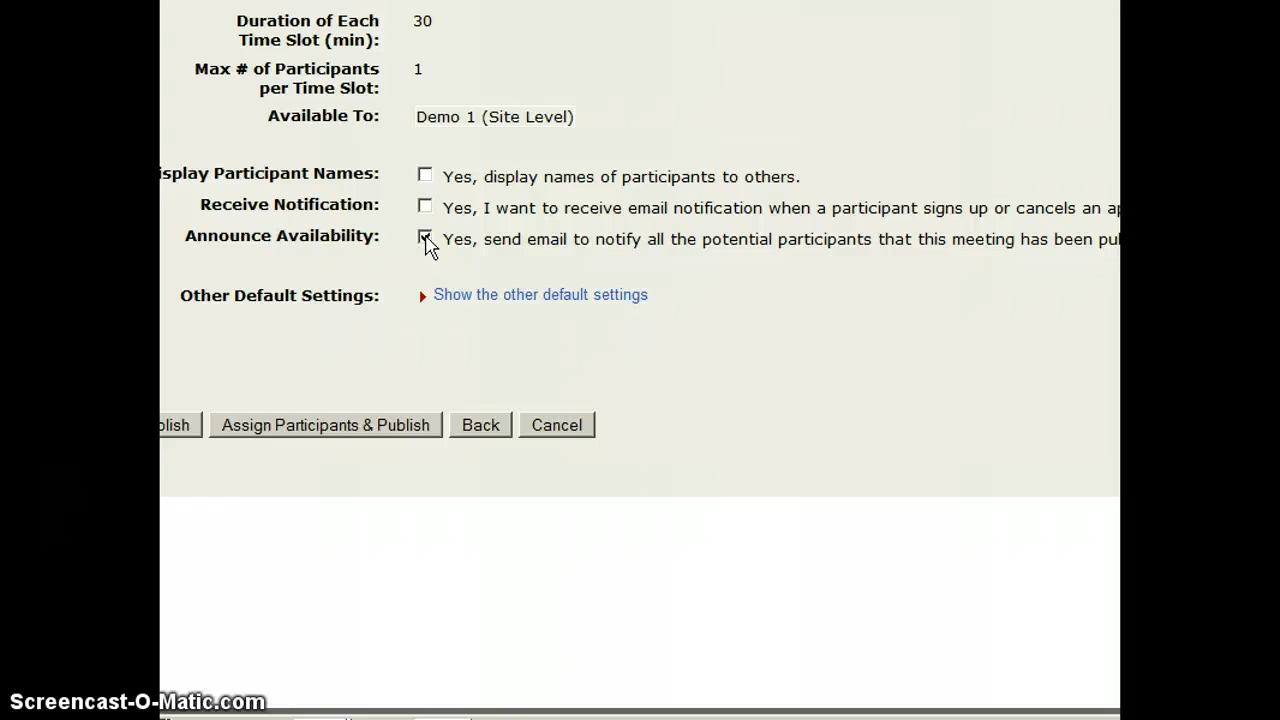 Duration of Each 30
Time Slot (min):
Max # of Participants 1
per Time Slot:
Available To: Demo 1 (Site Level)
isplay Participant Names: Yes, display names of participants to others.
Receive Notification: Yes, I want to receive email notification when a participant signs up or cancels an ap
Announce Availability: Yes, send email to notify all the potential participants that this meeting has been pul
Other Default Settings: Show the other default settings
olish Assign Participants & Publish Back Cancel
Screencast-O-Matic.com